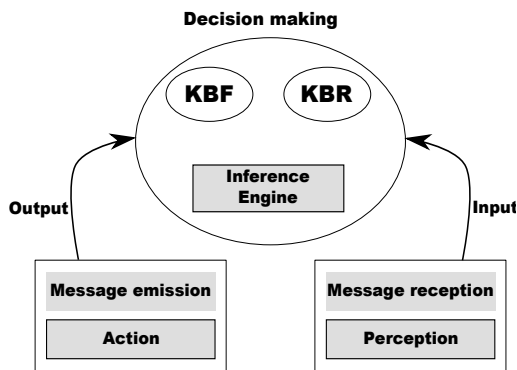 Decision making
KBF
KBR
Inference
Engine
Output
Input
Message emission
Message reception
Action
Perception